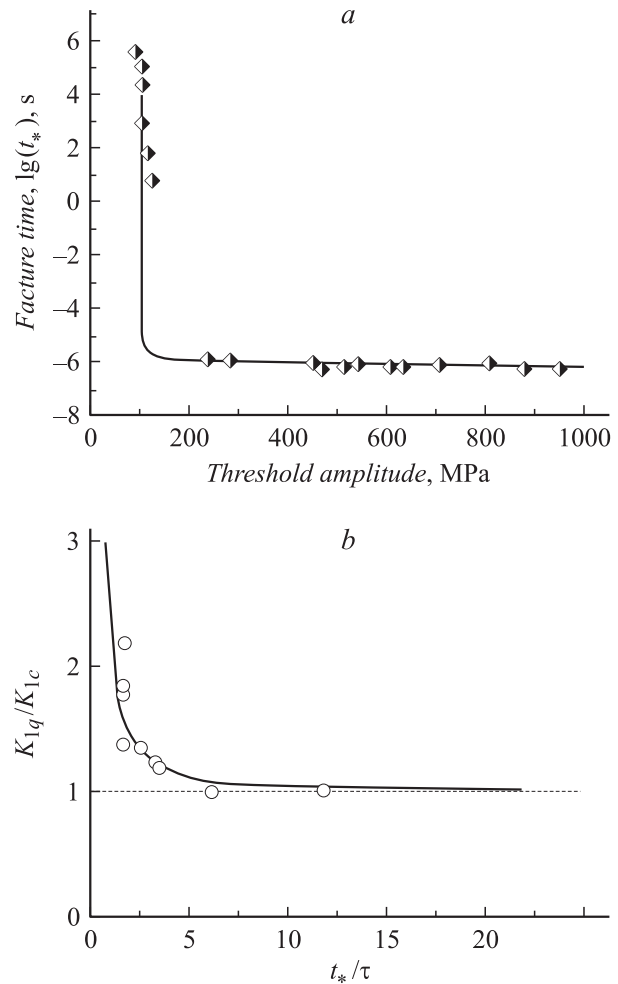 a
6
4
2
0
–2
–4
–6
–8
Facture time, lg(t*), s
0 200 400 600 800 1000
Threshold amplitude, MPa
b
3
2
1
0
K1q/K1c
0 5 10 15 20
t*/τ